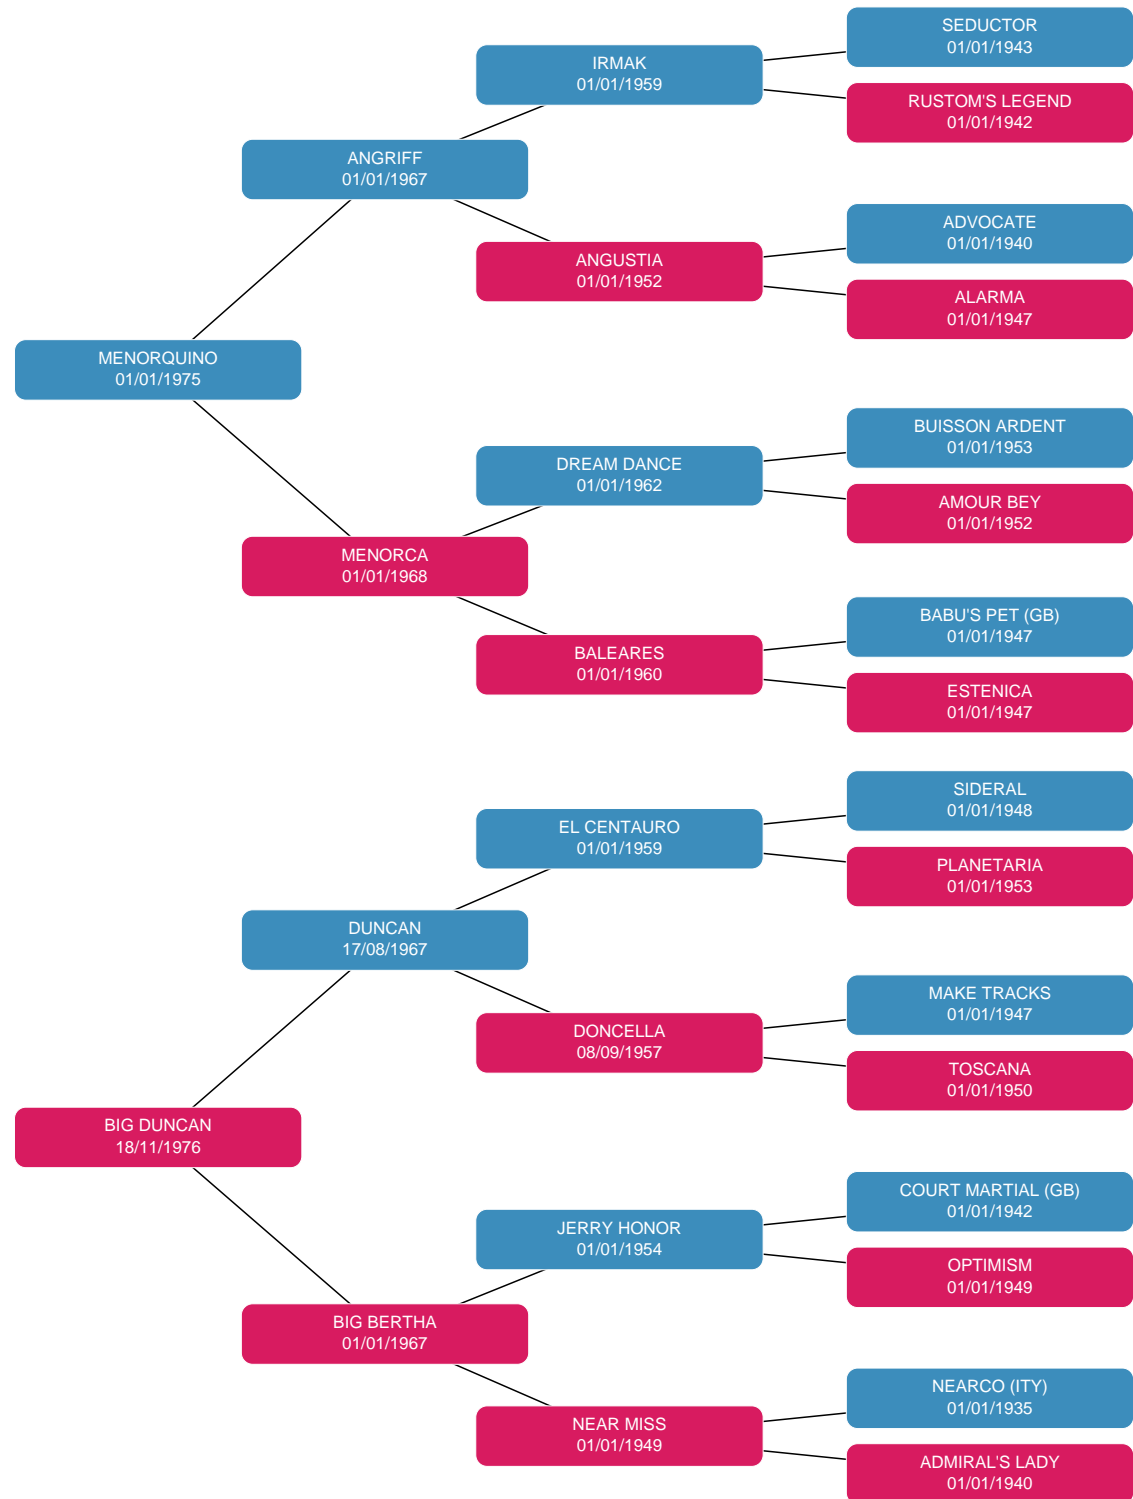 SEDUCTOR
01/01/1943
IRMAK
01/01/1959
RUSTOM'S LEGEND
01/01/1942
ANGRIFF
01/01/1967
ADVOCATE
01/01/1940
ANGUSTIA
01/01/1952
ALARMA
01/01/1947
MENORQUINO
01/01/1975
BUISSON ARDENT
01/01/1953
DREAM DANCE
01/01/1962
AMOUR BEY
01/01/1952
MENORCA
01/01/1968
BABU'S PET (GB)
01/01/1947
BALEARES
01/01/1960
ESTENICA
01/01/1947
SIDERAL
01/01/1948
EL CENTAURO
01/01/1959
PLANETARIA
01/01/1953
DUNCAN
17/08/1967
MAKE TRACKS
01/01/1947
DONCELLA
08/09/1957
TOSCANA
01/01/1950
BIG DUNCAN
18/11/1976
COURT MARTIAL (GB)
01/01/1942
JERRY HONOR
01/01/1954
OPTIMISM
01/01/1949
BIG BERTHA
01/01/1967
NEARCO (ITY)
01/01/1935
NEAR MISS
01/01/1949
ADMIRAL'S LADY
01/01/1940